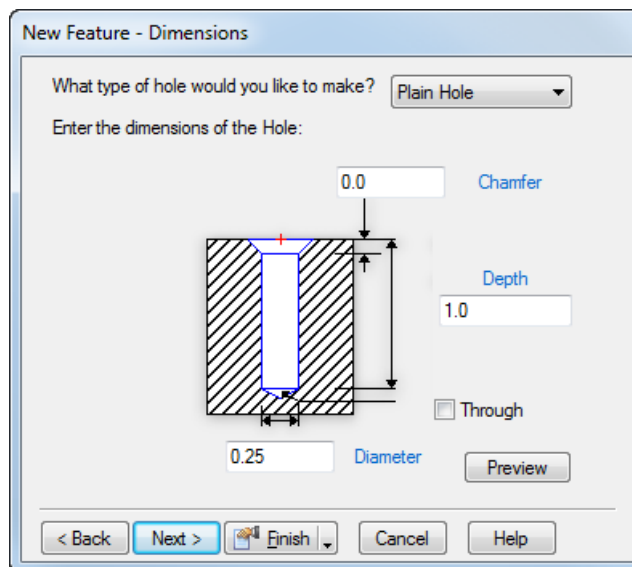 New Feature - Dimensions
What type of hole would you like to make? Plain Hole
Enter the dimensions of the Hole:
0.0 Chamfer
Depth
1.0
Through
0.25 Diameter Preview
< Back Next > Finish Cancel Help